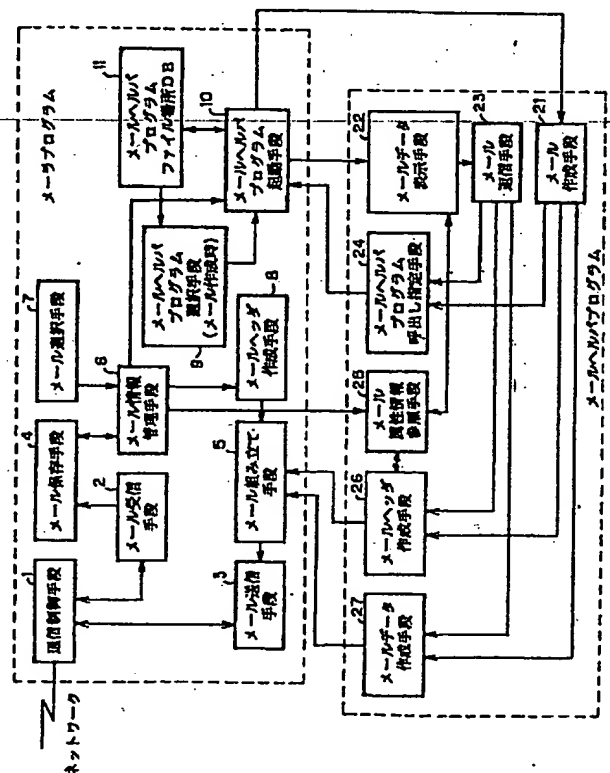 ネットワーク
メーラプログラム
1
通信制御手段
2
メール受信
手段
3
メール送信
手段
4
メール保存手段
5
メール組み立て
手段
6
メール情報
管理手段
7
メール選択手段
8
メールヘッダ
作成手段
9
メールヘルパ
プログラム
選択手段
(メール作成時)
10
メールヘルパ
プログラム
起動手段
11
メールヘルパ
プログラム
ファイル場所DB
メールヘルパプログラム
21
メール
作成手段
22
メールデータ
表示手段
23
メール
返信手段
24
メールヘルパ
プログラム
呼出し指定手段
25
メール
属性情報
参照手段
26
メールヘッダ
作成手段
27
メールデータ
作成手段